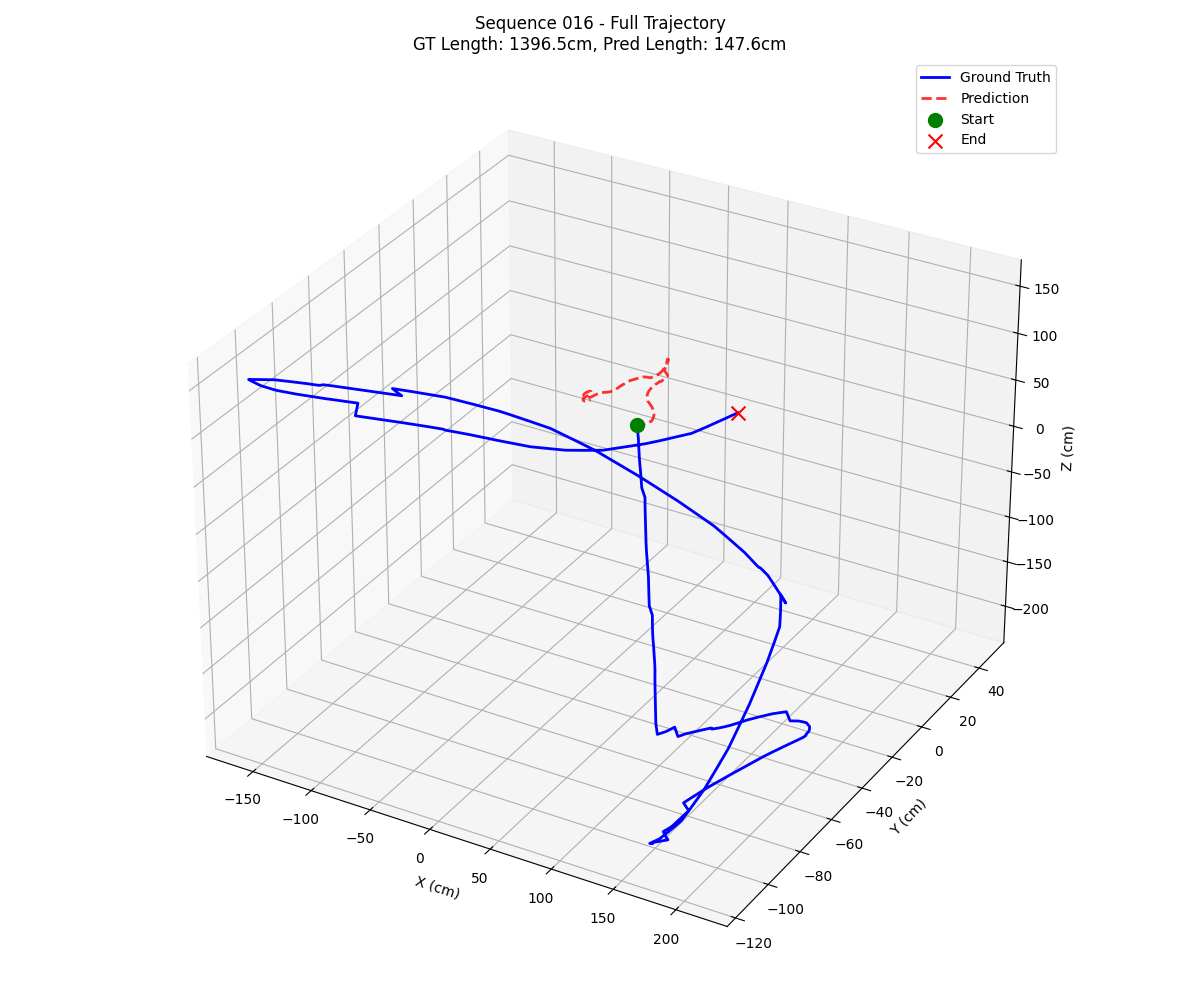 Sequence 016 - Full Trajectory
GT Length: 1396.5cm, Pred Length: 147.6cm
Ground Truth
Prediction
Start
End
150
100
50
0
−50
−100
−150
−200
Z (cm)
40
20
0
−20
−40
−60
−80
−100
−120
Y (cm)
−150
−100
−50
0
50
100
150
200
X (cm)